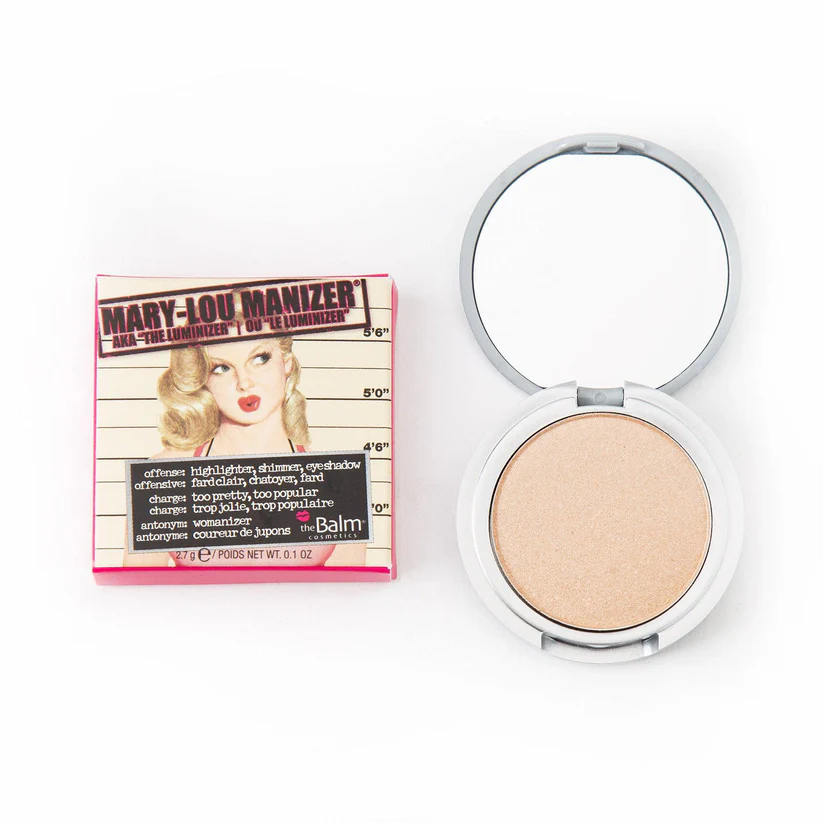 MARY-LOU MANIZER®
AKA "THE LUMINIZER" | OU "LE LUMINIZER"
5'6"
5'0"
4'6"
'0"
offense: highlighter, shimmer, eyeshadow
offensive: fard clair, chatoyer, fard
charge: too pretty, too popular
charge: trop jolie, trop populaire
antonym: womanizer
antonyme: coureur de jupons
theBalm®
cosmetics
2.7 g ℮/ POIDS NET WT. 0.1 OZ